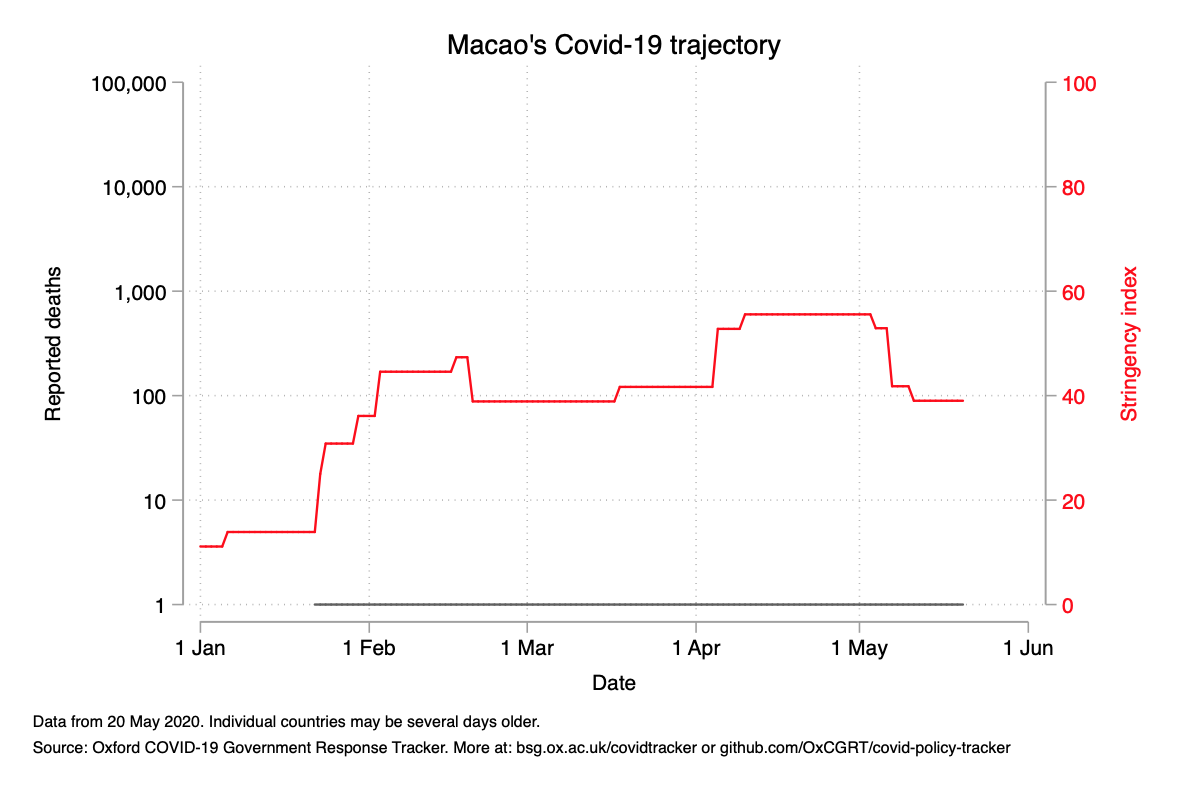 Macao's Covid-19 trajectory
100,000
10,000
1,000
100
10
1
Reported deaths
100
80
60
40
20
0
Stringency index
1 Jan
1 Feb
1 Mar
1 Apr
1 May
1 Jun
Date
Data from 20 May 2020. Individual countries may be several days older.
Source: Oxford COVID-19 Government Response Tracker. More at: bsg.ox.ac.uk/covidtracker or github.com/OxCGRT/covid-policy-tracker